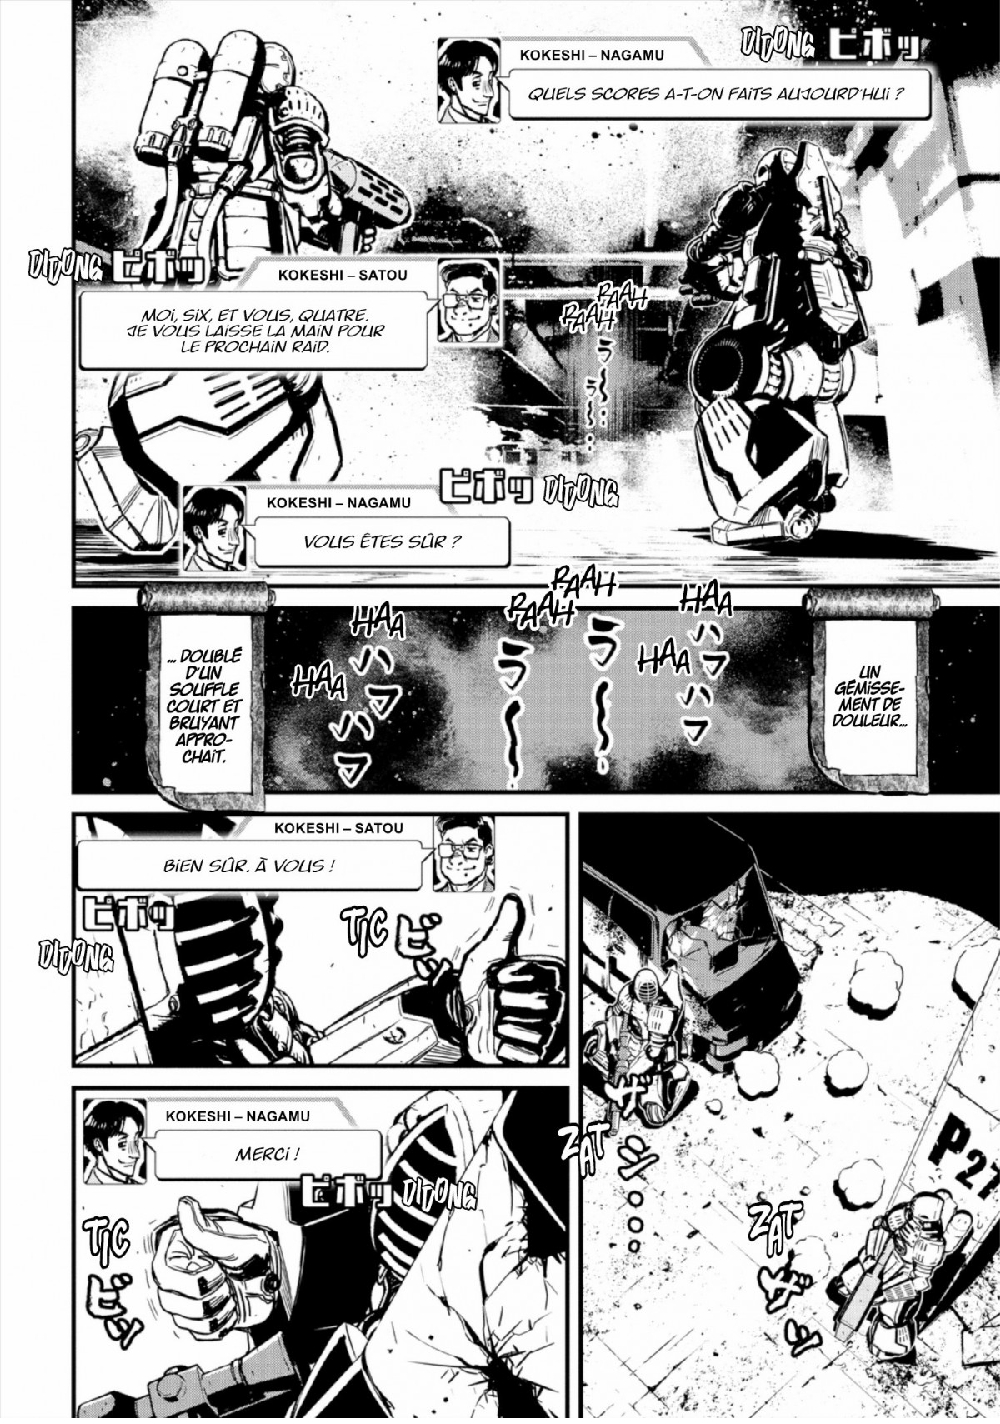 DIDONG ピボッ
KOKESHI – NAGAMU
QUELS SCORES A-T-ON FAITS AUJOURD'HUI ?
DIDONG ピボッ
KOKESHI – SATOU
MOI, SIX, ET VOUS, QUATRE.
JE VOUS LAISSE LA MAIN POUR
LE PROCHAIN RAID.
RAAH
RAAH
RAAH
ラ〜
ラ〜
ピボッ DIDONG
KOKESHI – NAGAMU
VOUS ÊTES SÛR ?
UN
GÉMISSE-
MENT DE
DOULEUR...
HAA
HAA
ハフ
ハフ
RAAH
RAAH
ラ〜
RAAH
RAAH
ラ〜
HAA
HAA
ハフ
ハフ
... DOUBLÉ
D'UN
SOUFFLE
COURT ET
BRUYANT
APPRO-
CHAIT.
KOKESHI – SATOU
BIEN SÛR, À VOUS !
ピボッ
DIDONG
TIC
ビッ
KOKESHI – NAGAMU
MERCI !
ピボッ DIDONG
TIC
ビッ
ザシ
ZAT
ZAT
P27
ZAT
ザッ